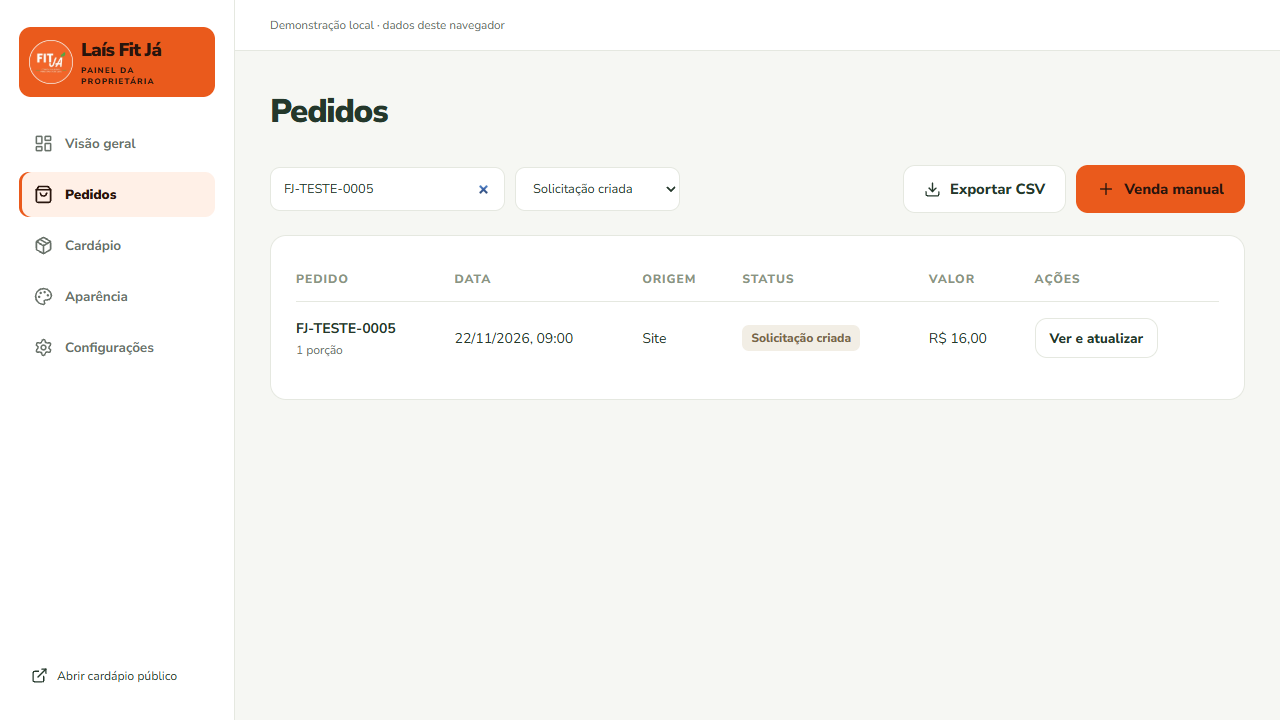 FIT JÁ
Laís Fit Já
PAINEL DA
PROPRIETÁRIA
Visão geral
Pedidos
Cardápio
Aparência
Configurações
Abrir cardápio público
Demonstração local · dados deste navegador
Pedidos
FJ-TESTE-0005
Solicitação criada
Exportar CSV
Venda manual
PEDIDO DATA ORIGEM STATUS VALOR AÇÕES
FJ-TESTE-0005
1 porção
22/11/2026, 09:00 Site Solicitação criada R$ 16,00 Ver e atualizar